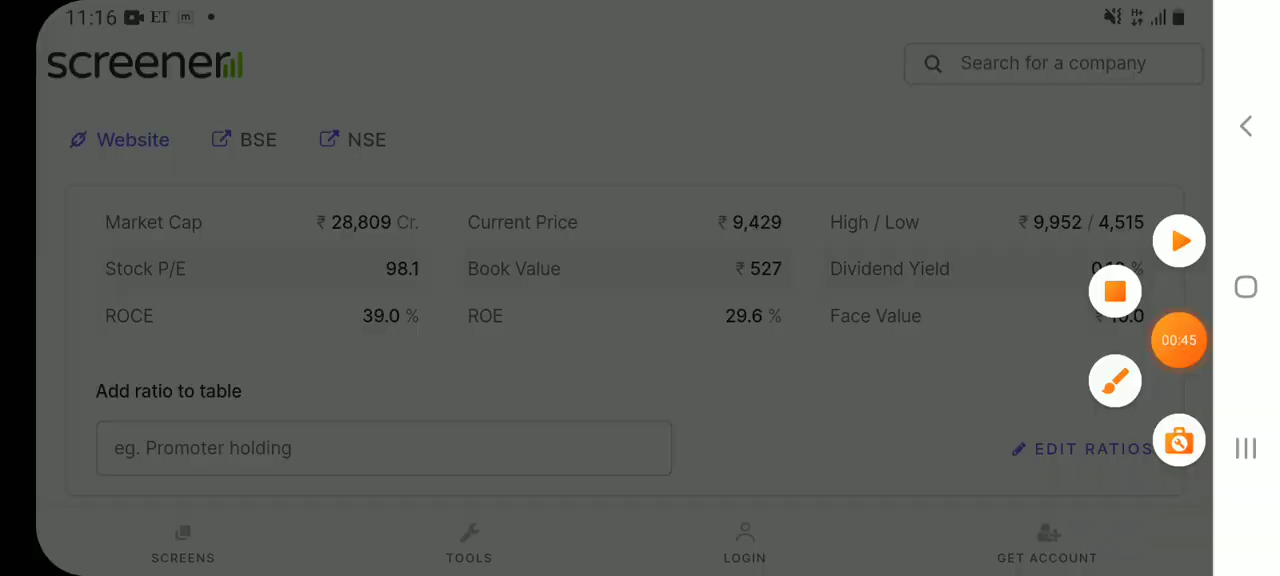 11:16 ET m
screener
Search for a company
Website BSE NSE
Market Cap ₹ 28,809 Cr. Current Price ₹ 9,429 High / Low ₹ 9,952 / 4,515
Stock P/E 98.1 Book Value ₹ 527 Dividend Yield %
ROCE 39.0 % ROE 29.6 % Face Value ₹
00:45
Add ratio to table
eg. Promoter holding
EDIT RATIOS
SCREENS TOOLS LOGIN GET ACCOUNT